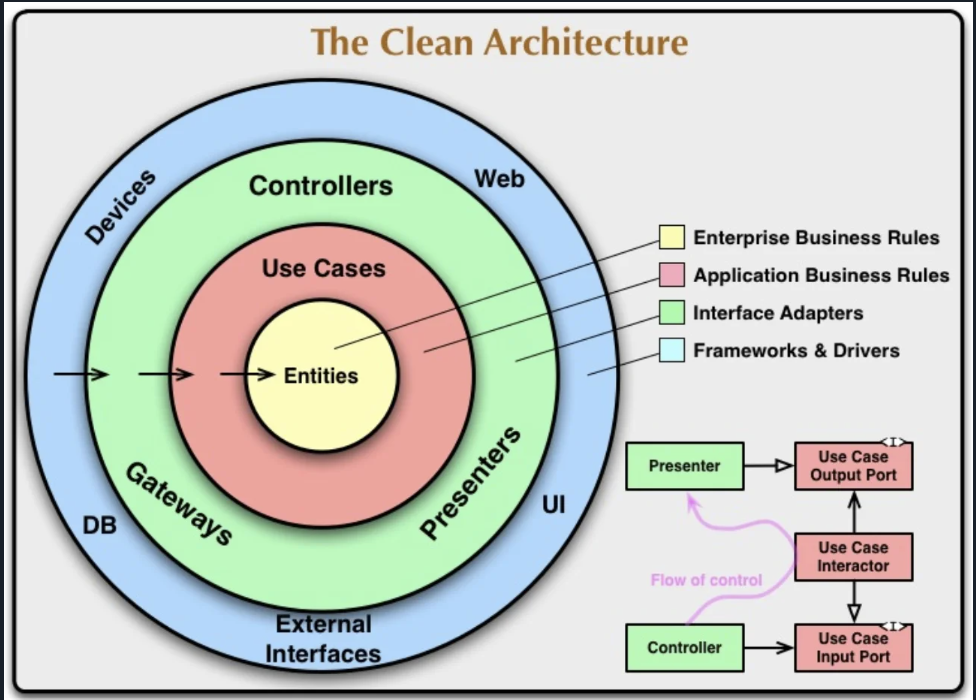 The Clean Architecture
Devices
Web
Controllers
Use Cases
Entities
Gateways
Presenters
DB
UI
External
Interfaces
Enterprise Business Rules
Application Business Rules
Interface Adapters
Frameworks & Drivers
Presenter
<I>
Use Case
Output Port
Use Case
Interactor
Flow of control
Controller
<I>
Use Case
Input Port